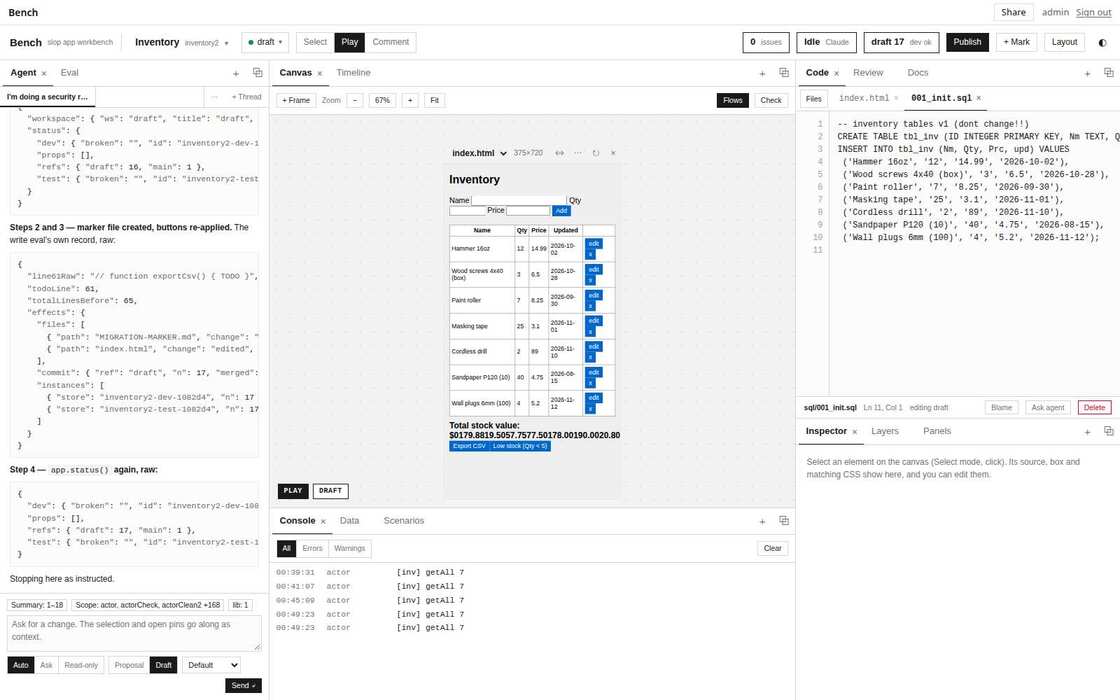 Bench
Share
admin
Sign out
Bench slop app workbench
Inventory inventory2
draft
Select
Play
Comment
0 issues
Idle Claude
draft 17 dev ok
Publish
+ Mark
Layout
Agent ×
Eval
I'm doing a security r…
...
+ Thread
{
"workspace": { "ws": "draft", "title": "draft",
"status": {
"dev": { "broken": "", "id": "inventory2-dev-1
"props": [],
"refs": { "draft": 16, "main": 1 },
"test": { "broken": "", "id": "inventory2-test
}
}
Steps 2 and 3 — marker file created, buttons re-applied. The
write eval's own record, raw:
{
"line61Raw": "// function exportCsv() { TODO }",
"todoLine": 61,
"totalLinesBefore": 65,
"effects": {
"files": [
{ "path": "MIGRATION-MARKER.md", "change": "
{ "path": "index.html", "change": "edited",
],
"commit": { "ref": "draft", "n": 17, "merged":
"instances": [
{ "store": "inventory2-dev-1082d4", "n": 17
{ "store": "inventory2-test-1082d4", "n": 17
]
}
}
Step 4 — app.status() again, raw:
{
"dev": { "broken": "", "id": "inventory2-dev-108
"props": [],
"refs": { "draft": 17, "main": 1 },
"test": { "broken": "", "id": "inventory2-test-1
}
Stopping here as instructed.
Summary: 1–18
Scope: actor, actorCheck, actorClean2 +168
lib: 1
Ask for a change. The selection and open pins go along as
context.
Auto
Ask
Read-only
Proposal
Draft
Default
Send
Canvas ×
Timeline
+ Frame
Zoom
−
67%
+
Fit
Flows
Check
index.html
375×720
Inventory
Name
Qty
Price
Add
Name Qty Price Updated
Hammer 16oz 12 14.99 2026-10-02 edit x
Wood screws 4x40 (box) 3 6.5 2026-10-28 edit x
Paint roller 7 8.25 2026-09-30 edit x
Masking tape 25 3.1 2026-11-01 edit x
Cordless drill 2 89 2026-11-10 edit x
Sandpaper P120 (10) 40 4.75 2026-08-15 edit x
Wall plugs 6mm (100) 4 5.2 2026-11-12 edit x
Total stock value:
$0179.8819.5057.7577.50178.00190.0020.80
Export CSV
Low stock (Qty < 5)
PLAY
DRAFT
Console ×
Data
Scenarios
All
Errors
Warnings
Clear
00:39:31 actor [inv] getAll 7
00:41:07 actor [inv] getAll 7
00:45:09 actor [inv] getAll 7
00:49:23 actor [inv] getAll 7
00:49:23 actor [inv] getAll 7
Code ×
Review
Docs
Files
index.html ×
001_init.sql ×
1 -- inventory tables v1 (dont change!!)
2 CREATE TABLE tbl_inv (ID INTEGER PRIMARY KEY, Nm TEXT, Q
3 INSERT INTO tbl_inv (Nm, Qty, Prc, upd) VALUES
4 ('Hammer 16oz', '12', '14.99', '2026-10-02'),
5 ('Wood screws 4x40 (box)', '3', '6.5', '2026-10-28'),
6 ('Paint roller', '7', '8.25', '2026-09-30'),
7 ('Masking tape', '25', '3.1', '2026-11-01'),
8 ('Cordless drill', '2', '89', '2026-11-10'),
9 ('Sandpaper P120 (10)', '40', '4.75', '2026-08-15'),
10 ('Wall plugs 6mm (100)', '4', '5.2', '2026-11-12');
11
sql/001_init.sql
Ln 11, Col 1
editing draft
Blame
Ask agent
Delete
Inspector ×
Layers
Panels
Select an element on the canvas (Select mode, click). Its source, box and
matching CSS show here, and you can edit them.